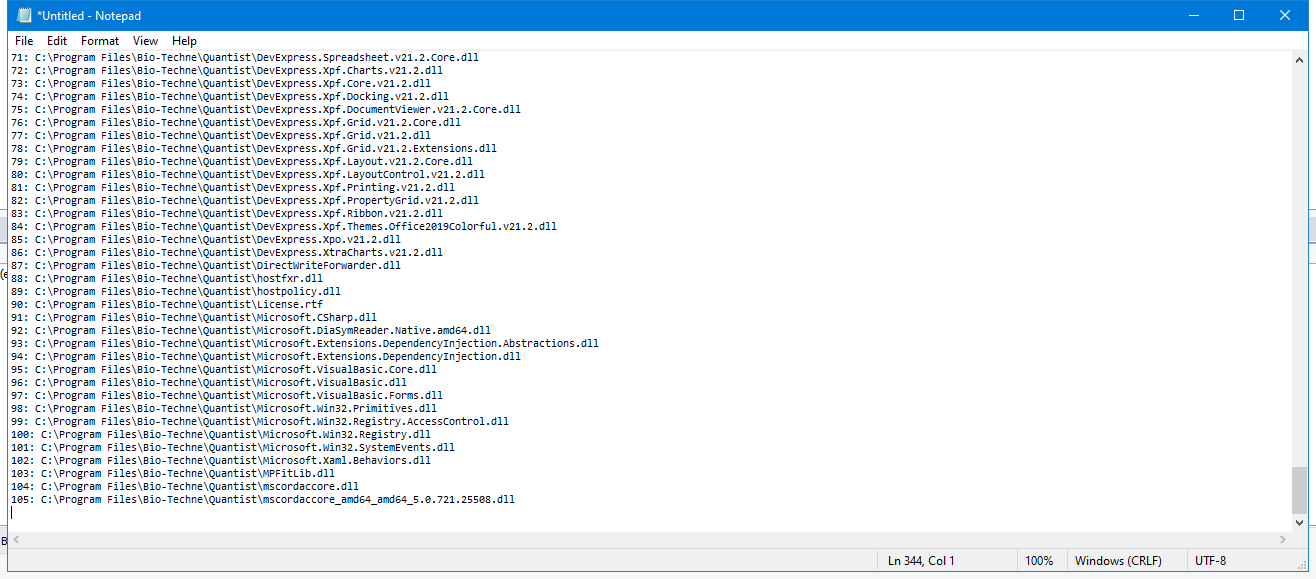 *Untitled - Notepad
File Edit Format View Help
71: C:\Program Files\Bio-Techne\Quantist\DevExpress.Spreadsheet.v21.2.Core.dll
72: C:\Program Files\Bio-Techne\Quantist\DevExpress.Xpf.Charts.v21.2.dll
73: C:\Program Files\Bio-Techne\Quantist\DevExpress.Xpf.Core.v21.2.dll
74: C:\Program Files\Bio-Techne\Quantist\DevExpress.Xpf.Docking.v21.2.dll
75: C:\Program Files\Bio-Techne\Quantist\DevExpress.Xpf.DocumentViewer.v21.2.Core.dll
76: C:\Program Files\Bio-Techne\Quantist\DevExpress.Xpf.Grid.v21.2.Core.dll
77: C:\Program Files\Bio-Techne\Quantist\DevExpress.Xpf.Grid.v21.2.dll
78: C:\Program Files\Bio-Techne\Quantist\DevExpress.Xpf.Grid.v21.2.Extensions.dll
79: C:\Program Files\Bio-Techne\Quantist\DevExpress.Xpf.Layout.v21.2.Core.dll
80: C:\Program Files\Bio-Techne\Quantist\DevExpress.Xpf.LayoutControl.v21.2.dll
81: C:\Program Files\Bio-Techne\Quantist\DevExpress.Xpf.Printing.v21.2.dll
82: C:\Program Files\Bio-Techne\Quantist\DevExpress.Xpf.PropertyGrid.v21.2.dll
83: C:\Program Files\Bio-Techne\Quantist\DevExpress.Xpf.Ribbon.v21.2.dll
84: C:\Program Files\Bio-Techne\Quantist\DevExpress.Xpf.Themes.Office2019Colorful.v21.2.dll
85: C:\Program Files\Bio-Techne\Quantist\DevExpress.Xpo.v21.2.dll
86: C:\Program Files\Bio-Techne\Quantist\DevExpress.XtraCharts.v21.2.dll
87: C:\Program Files\Bio-Techne\Quantist\DirectWriteForwarder.dll
88: C:\Program Files\Bio-Techne\Quantist\hostfxr.dll
89: C:\Program Files\Bio-Techne\Quantist\hostpolicy.dll
90: C:\Program Files\Bio-Techne\Quantist\License.rtf
91: C:\Program Files\Bio-Techne\Quantist\Microsoft.CSharp.dll
92: C:\Program Files\Bio-Techne\Quantist\Microsoft.DiaSymReader.Native.amd64.dll
93: C:\Program Files\Bio-Techne\Quantist\Microsoft.Extensions.DependencyInjection.Abstractions.dll
94: C:\Program Files\Bio-Techne\Quantist\Microsoft.Extensions.DependencyInjection.dll
95: C:\Program Files\Bio-Techne\Quantist\Microsoft.VisualBasic.Core.dll
96: C:\Program Files\Bio-Techne\Quantist\Microsoft.VisualBasic.dll
97: C:\Program Files\Bio-Techne\Quantist\Microsoft.VisualBasic.Forms.dll
98: C:\Program Files\Bio-Techne\Quantist\Microsoft.Win32.Primitives.dll
99: C:\Program Files\Bio-Techne\Quantist\Microsoft.Win32.Registry.AccessControl.dll
100: C:\Program Files\Bio-Techne\Quantist\Microsoft.Win32.Registry.dll
101: C:\Program Files\Bio-Techne\Quantist\Microsoft.Win32.SystemEvents.dll
102: C:\Program Files\Bio-Techne\Quantist\Microsoft.Xaml.Behaviors.dll
103: C:\Program Files\Bio-Techne\Quantist\MPFitLib.dll
104: C:\Program Files\Bio-Techne\Quantist\mscordaccore.dll
105: C:\Program Files\Bio-Techne\Quantist\mscordaccore_amd64_amd64_5.0.721.25508.dll
Ln 344, Col 1 100% Windows (CRLF) UTF-8